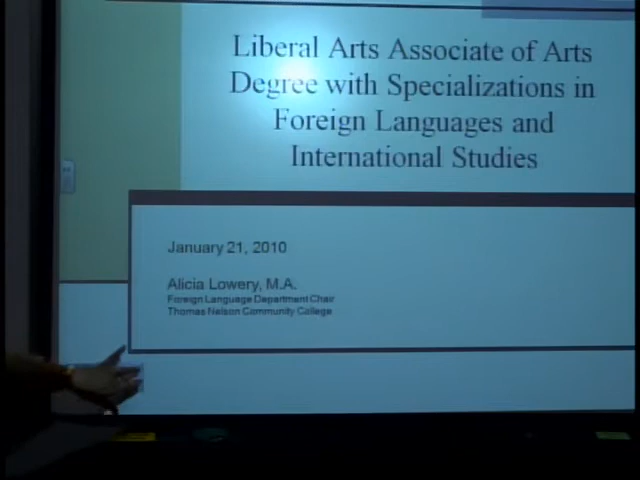 Liberal Arts Associate of Arts
Degree with Specializations in
Foreign Languages and
International Studies
January 21, 2010
Alicia Lowery, M.A.
Foreign Language Department Chair
Thomas Nelson Community College